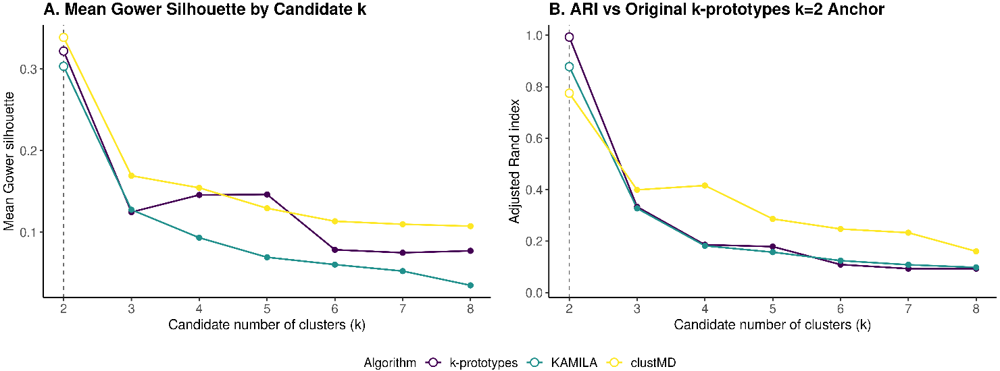 A. Mean Gower Silhouette by Candidate k
Mean Gower silhouette
0.3
0.2
0.1
2 3 4 5 6 7 8
Candidate number of clusters (k)
B. ARI vs Original k-prototypes k=2 Anchor
Adjusted Rand index
1.0
0.8
0.6
0.4
0.2
0.0
2 3 4 5 6 7 8
Candidate number of clusters (k)
Algorithm k-prototypes KAMILA clustMD